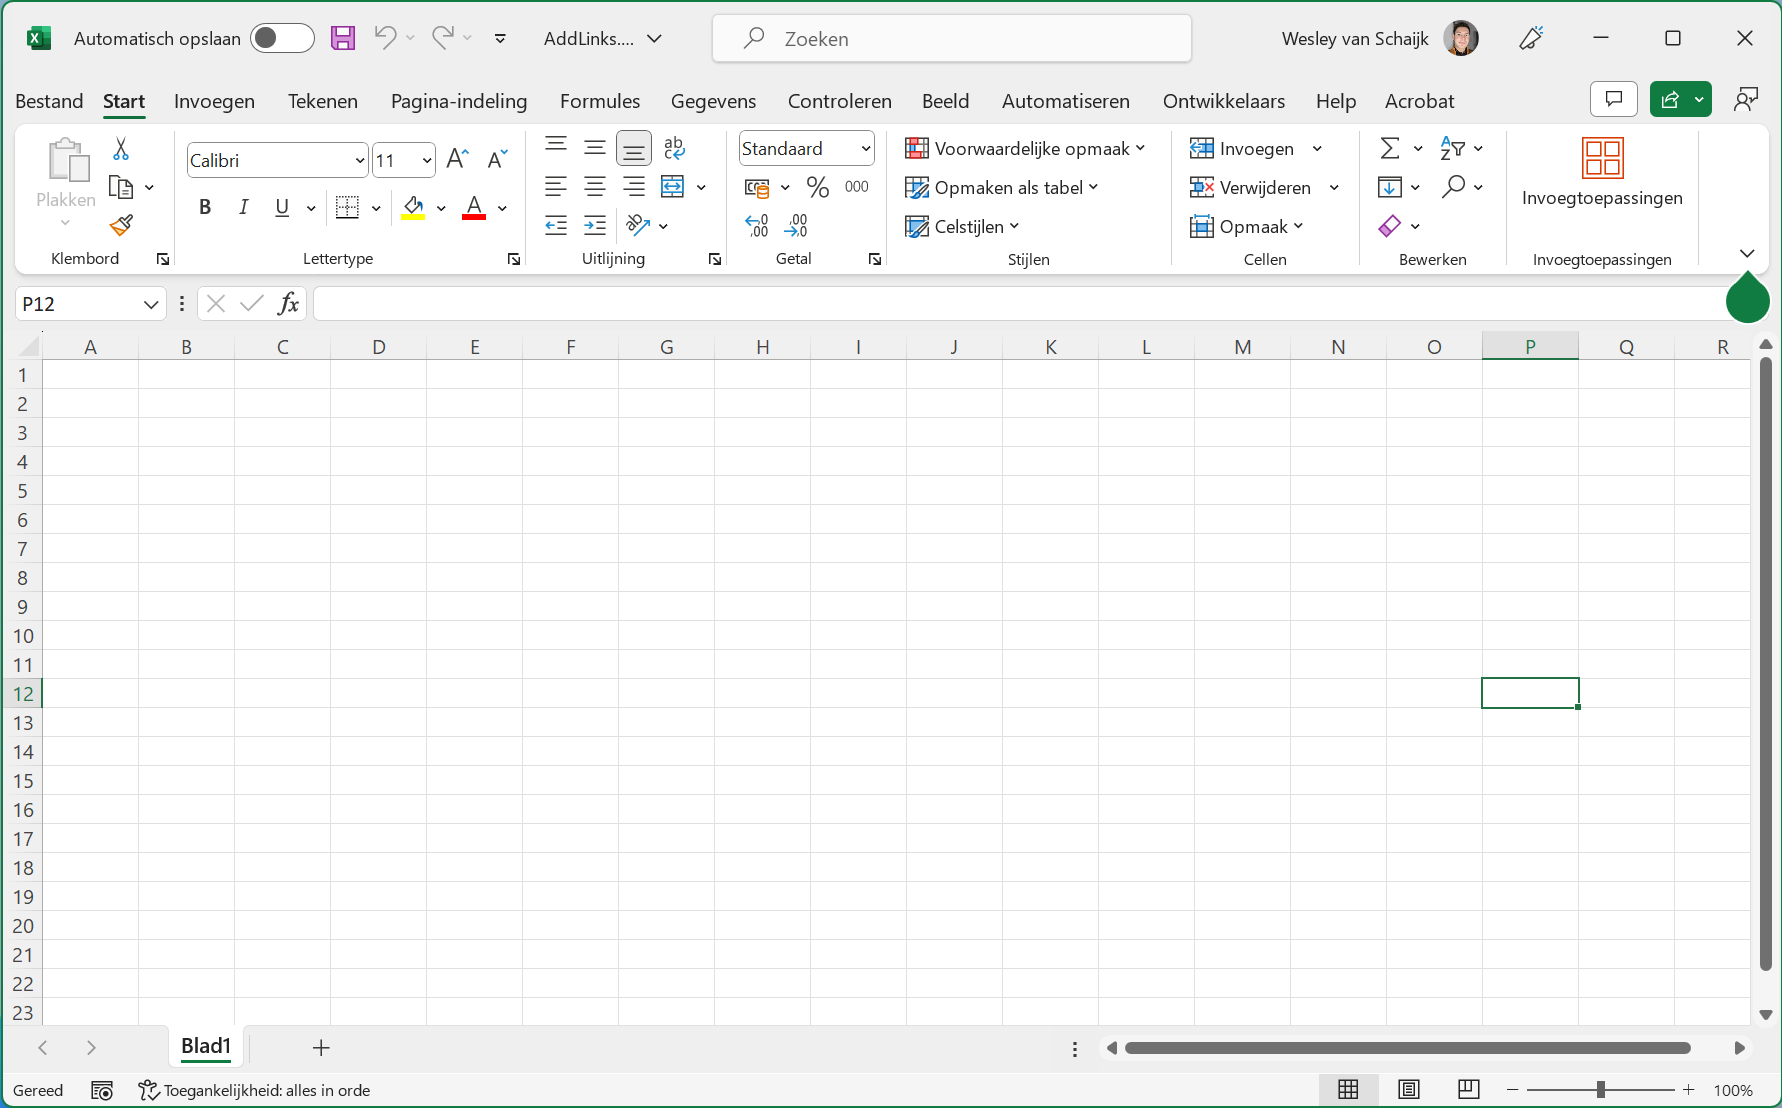 Automatisch opslaan AddLinks.... Zoeken Wesley van Schaijk
Bestand Start Invoegen Tekenen Pagina-indeling Formules Gegevens Controleren Beeld Automatiseren Ontwikkelaars Help Acrobat
Plakken
Klembord
Calibri 11
B I U A
Lettertype
ab
Uitlijning
Standaard
% 000
Getal
Voorwaardelijke opmaak
Opmaken als tabel
Celstijlen
Stijlen
Invoegen
Verwijderen
Opmaak
Cellen
Bewerken
Invoegtoepassingen
Invoegtoepassingen
P12 fx
A B C D E F G H I J K L M N O P Q R
1
2
3
4
5
6
7
8
9
10
11
12
13
14
15
16
17
18
19
20
21
22
23
Blad1
Gereed Toegankelijkheid: alles in orde 100%